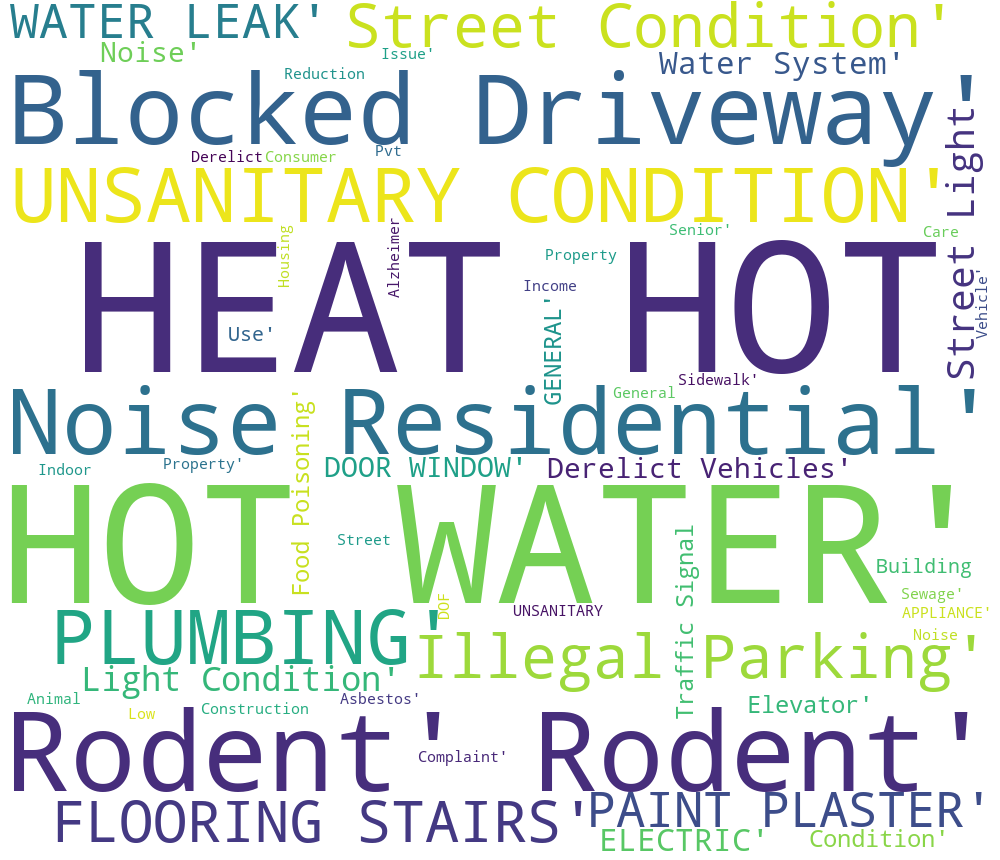 WATER LEAK'
Street Condition'
Noise'
Issue'
Water System'
Reduction
Blocked Driveway'
Street Light'
Derelict
Consumer
Pvt
UNSANITARY CONDITION'
Housing
Alzheimer
Senior'
Care
HEAT HOT
Property
Income
Vehicle'
Use'
GENERAL'
Sidewalk'
General
Noise Residential'
Food Poisoning'
Indoor
Property'
DOOR WINDOW'
Derelict Vehicles'
HOT WATER'
Street
Traffic Signal
Building
Sewage'
DOF
UNSANITARY
APPLIANCE'
PLUMBING'
Noise
Illegal Parking'
Light Condition'
Animal
Asbestos'
Low
Construction
Elevator'
Rodent' Rodent'
Complaint'
FLOORING STAIRS'
PAINT PLASTER'
ELECTRIC'
Condition'